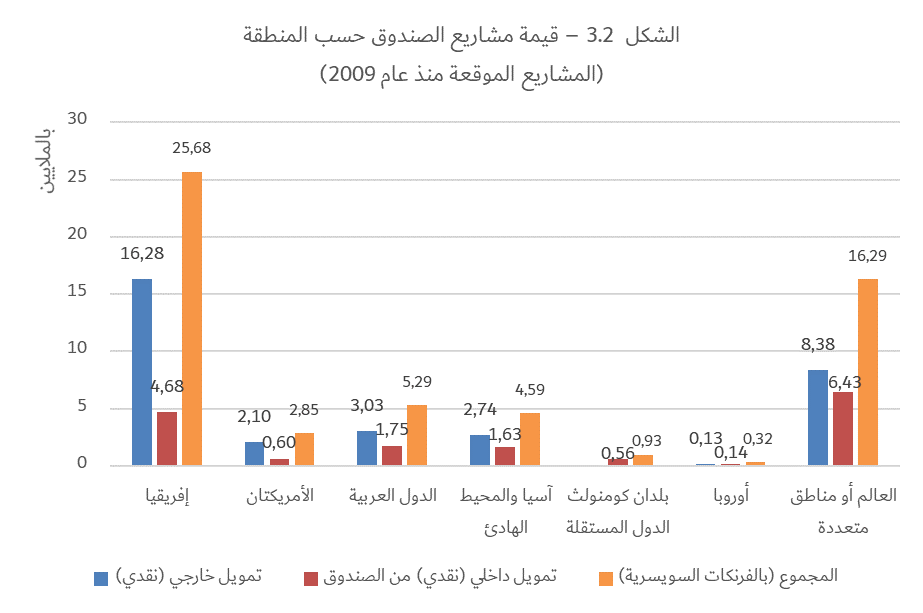 الشكل 3.2 – قيمة مشاريع الصندوق حسب المنطقة
(المشاريع الموقعة منذ عام 2009)
بالملايين
30
25
20
15
10
5
0
16,28
4,68
25,68
2,10
0,60
2,85
3,03
1,75
5,29
2,74
1,63
4,59
0,56
0,93
0,13
0,14
0,32
8,38
6,43
16,29
إفريقيا
الأمريكتان
الدول العربية
آسيا والمحيط
الهادئ
بلدان كومنولث
الدول المستقلة
أوروبا
العالم أو مناطق
متعددة
تمويل خارجي (نقدي)
تمويل داخلي (نقدي) من الصندوق
المجموع (بالفرنكات السويسرية)